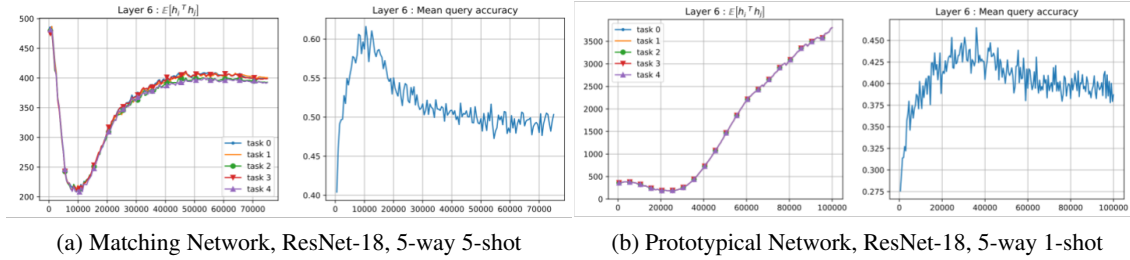 Layer 6 : 𝔼[hᵢᵀ hⱼ]
500
450
400
350
300
250
200
0 10000 20000 30000 40000 50000 60000 70000
task 0
task 1
task 2
task 3
task 4
Layer 6 : Mean query accuracy
0.60
0.55
0.50
0.45
0.40
0 10000 20000 30000 40000 50000 60000 70000
(a) Matching Network, ResNet-18, 5-way 5-shot
Layer 6 : 𝔼[hᵢᵀ hⱼ]
3500
3000
2500
2000
1500
1000
500
0
0 20000 40000 60000 80000 100000
task 0
task 1
task 2
task 3
task 4
Layer 6 : Mean query accuracy
0.450
0.425
0.400
0.375
0.350
0.325
0.300
0.275
0 20000 40000 60000 80000 100000
(b) Prototypical Network, ResNet-18, 5-way 1-shot